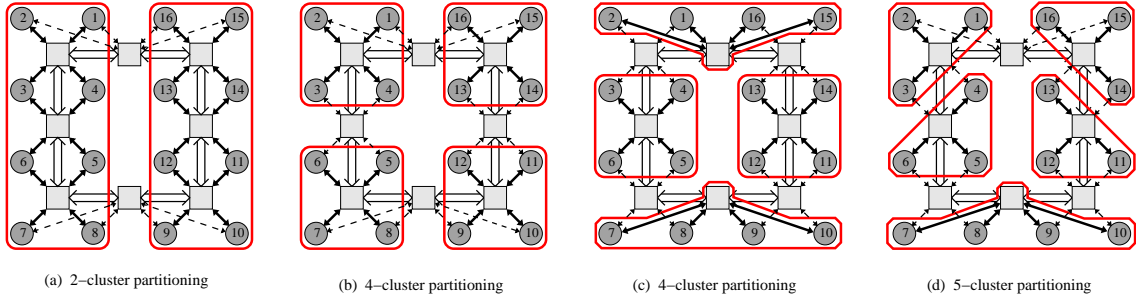 2 1 16 15 2 1 16 15 2 1 16 15 2 1 16 15
3 4 13 14 3 4 13 14 3 4 13 14 3 4 13 14
6 5 12 11 6 5 12 11 6 5 12 11 6 5 12 11
7 8 9 10 7 8 9 10 7 8 9 10 7 8 9 10
(a) 2−cluster partitioning (b) 4−cluster partitioning (c) 4−cluster partitioning (d) 5−cluster partitioning